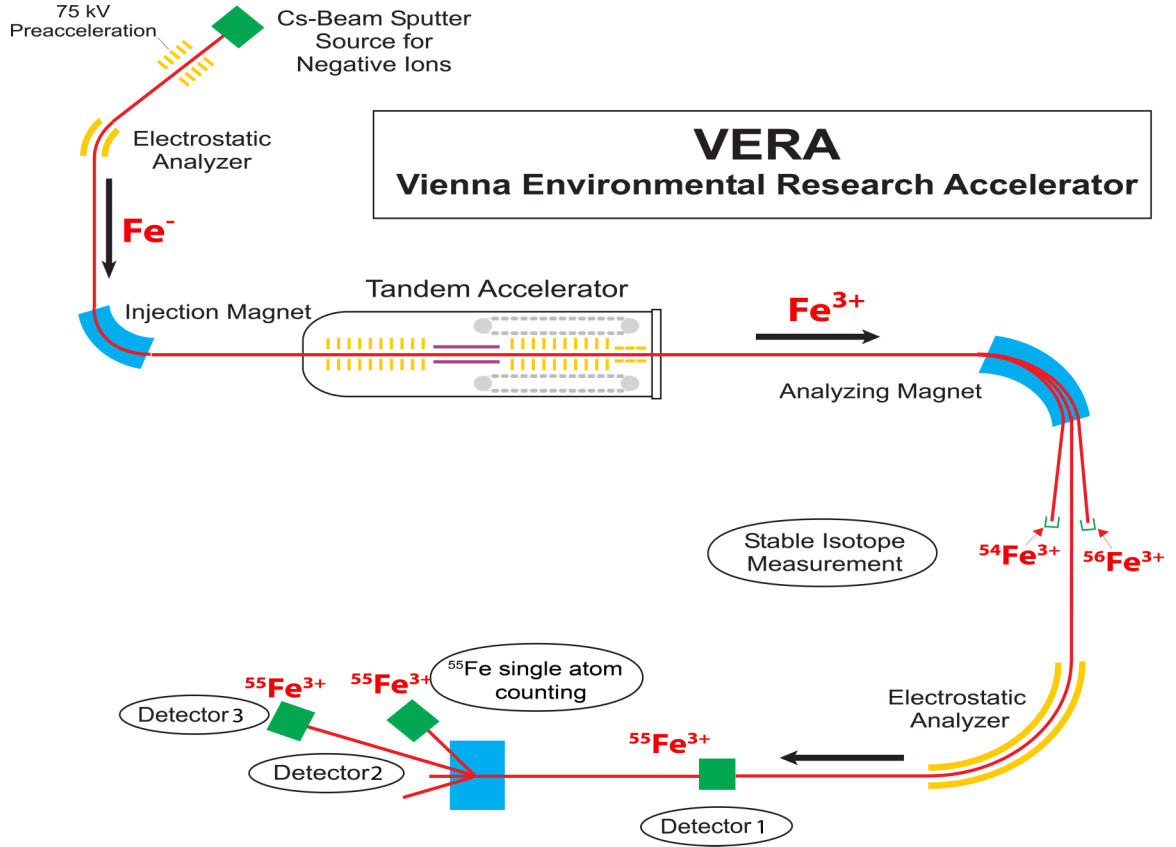 75 kV
Preacceleration
Cs-Beam Sputter
Source for
Negative Ions
Electrostatic
Analyzer
VERA
Vienna Environmental Research Accelerator
Fe⁻
Injection Magnet
Tandem Accelerator
Fe³⁺
Analyzing Magnet
Stable Isotope
Measurement
⁵⁴Fe³⁺
⁵⁶Fe³⁺
⁵⁵Fe single atom
counting
⁵⁵Fe³⁺
⁵⁵Fe³⁺
Detector 3
Detector2
⁵⁵Fe³⁺
Detector 1
Electrostatic
Analyzer